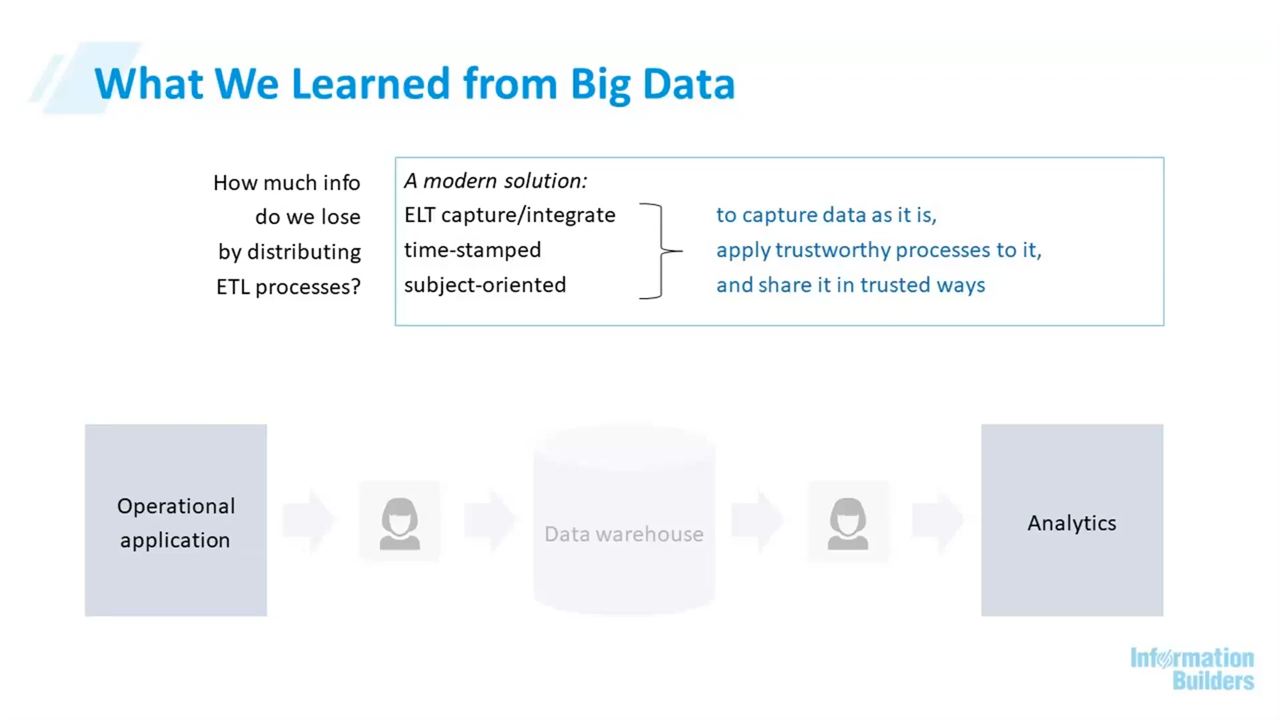 What We Learned from Big Data
How much info
do we lose
by distributing
ETL processes?
A modern solution:
ELT capture/integrate
time-stamped
subject-oriented
to capture data as it is,
apply trustworthy processes to it,
and share it in trusted ways
Operational
application
Data warehouse
Analytics
Information
Builders